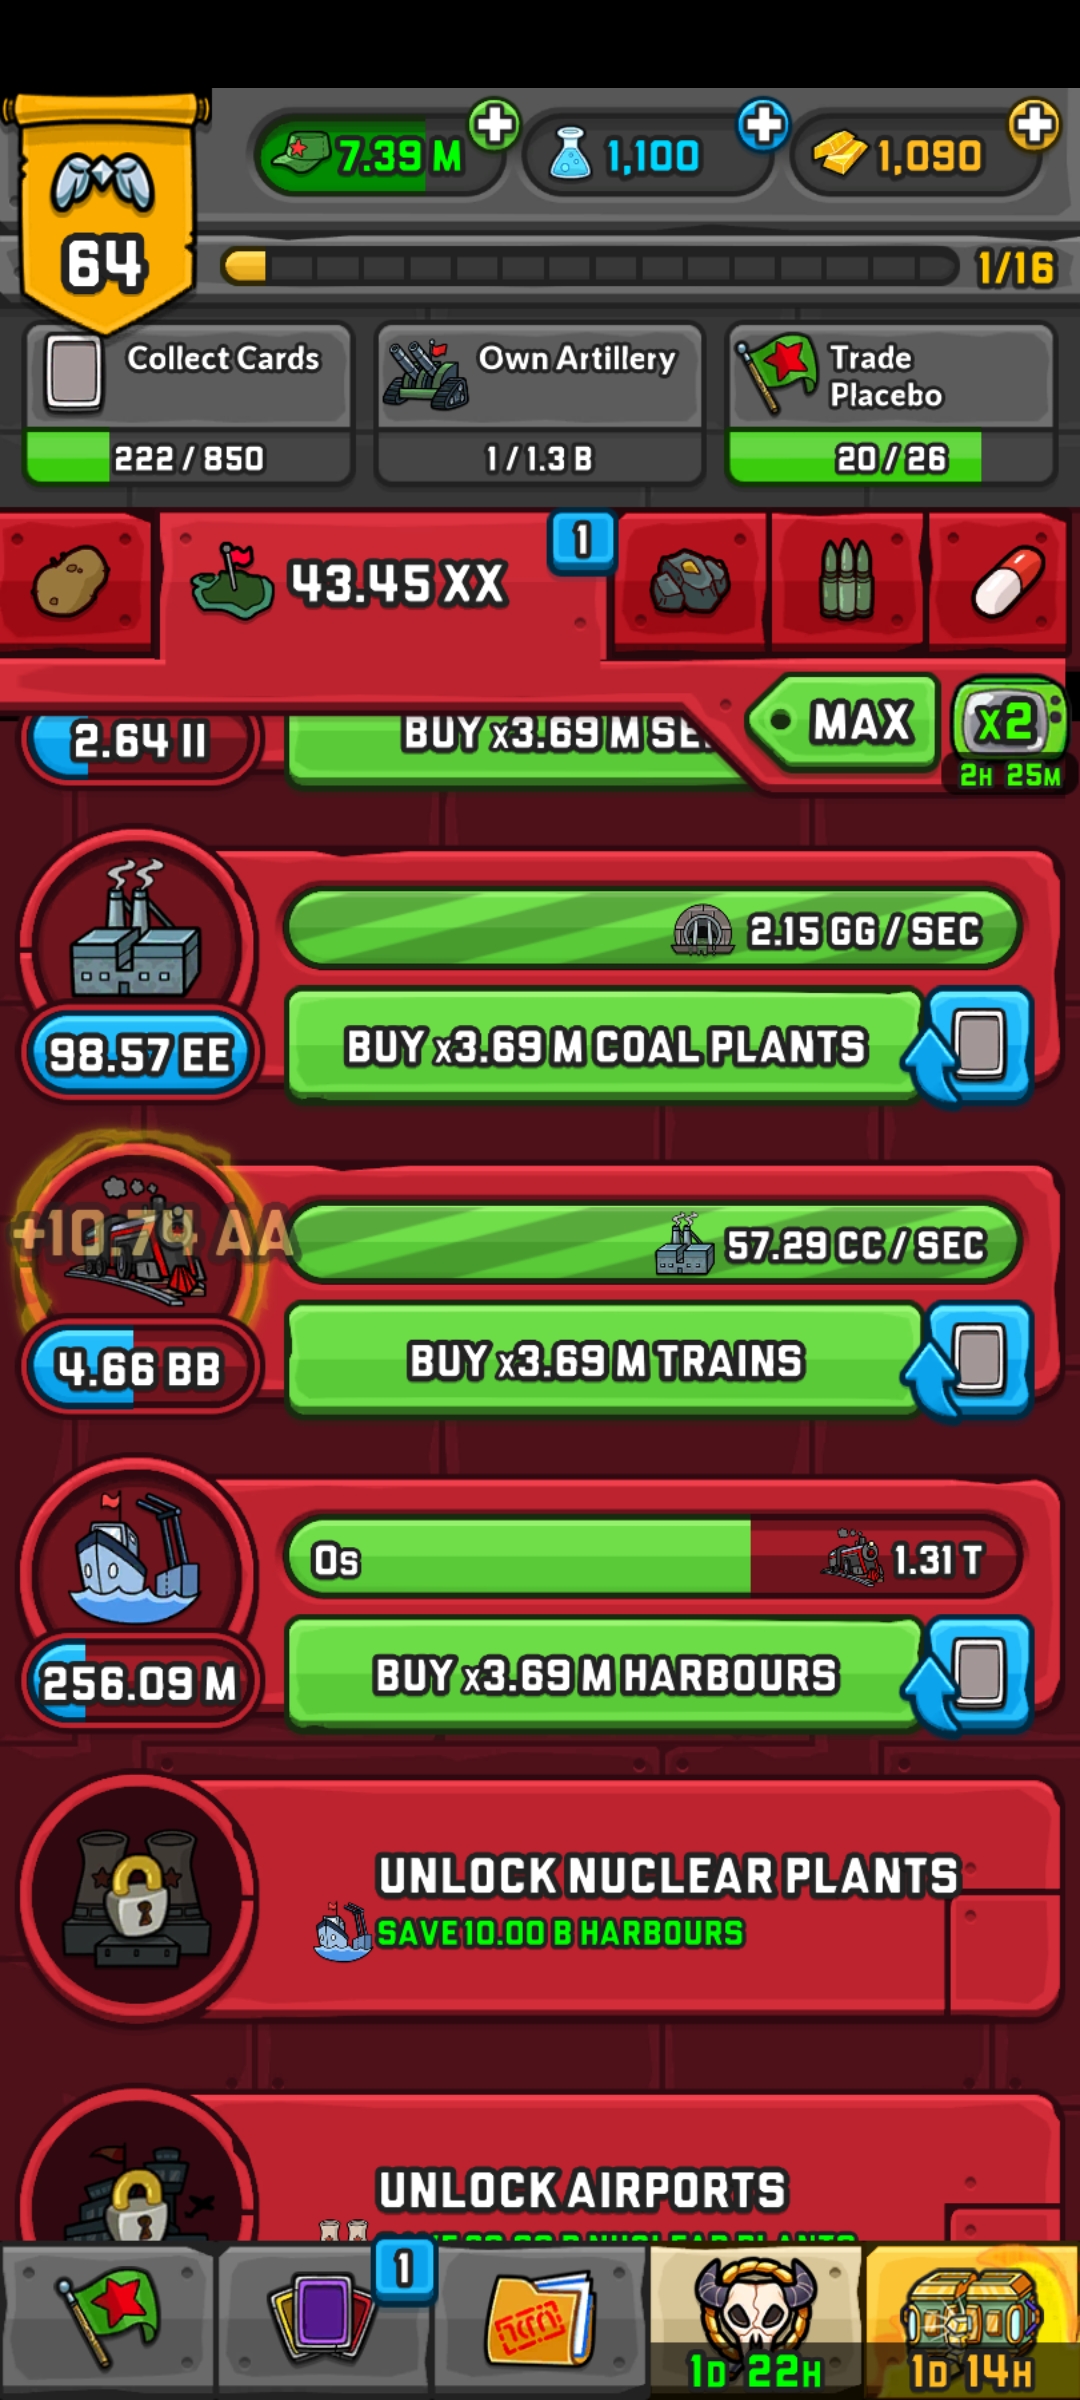 7.39 M
1,100
1,090
64
1/16
Collect Cards
222 / 850
Own Artillery
1 / 1.3 B
Trade
Placebo
20 / 26
43.45 XX
1
MAX
x2
2H 25M
2.64 II
BUY x3.69 M SE
2.15 GG / SEC
98.57 EE
BUY x3.69 M COAL PLANTS
+10.74 AA
57.29 CC / SEC
4.66 BB
BUY x3.69 M TRAINS
0s
1.31 T
256.09 M
BUY x3.69 M HARBOURS
UNLOCK NUCLEAR PLANTS
SAVE 10.00 B HARBOURS
UNLOCK AIRPORTS
B NUCLEAR PLANTS
1
1D 22H
1D 14H